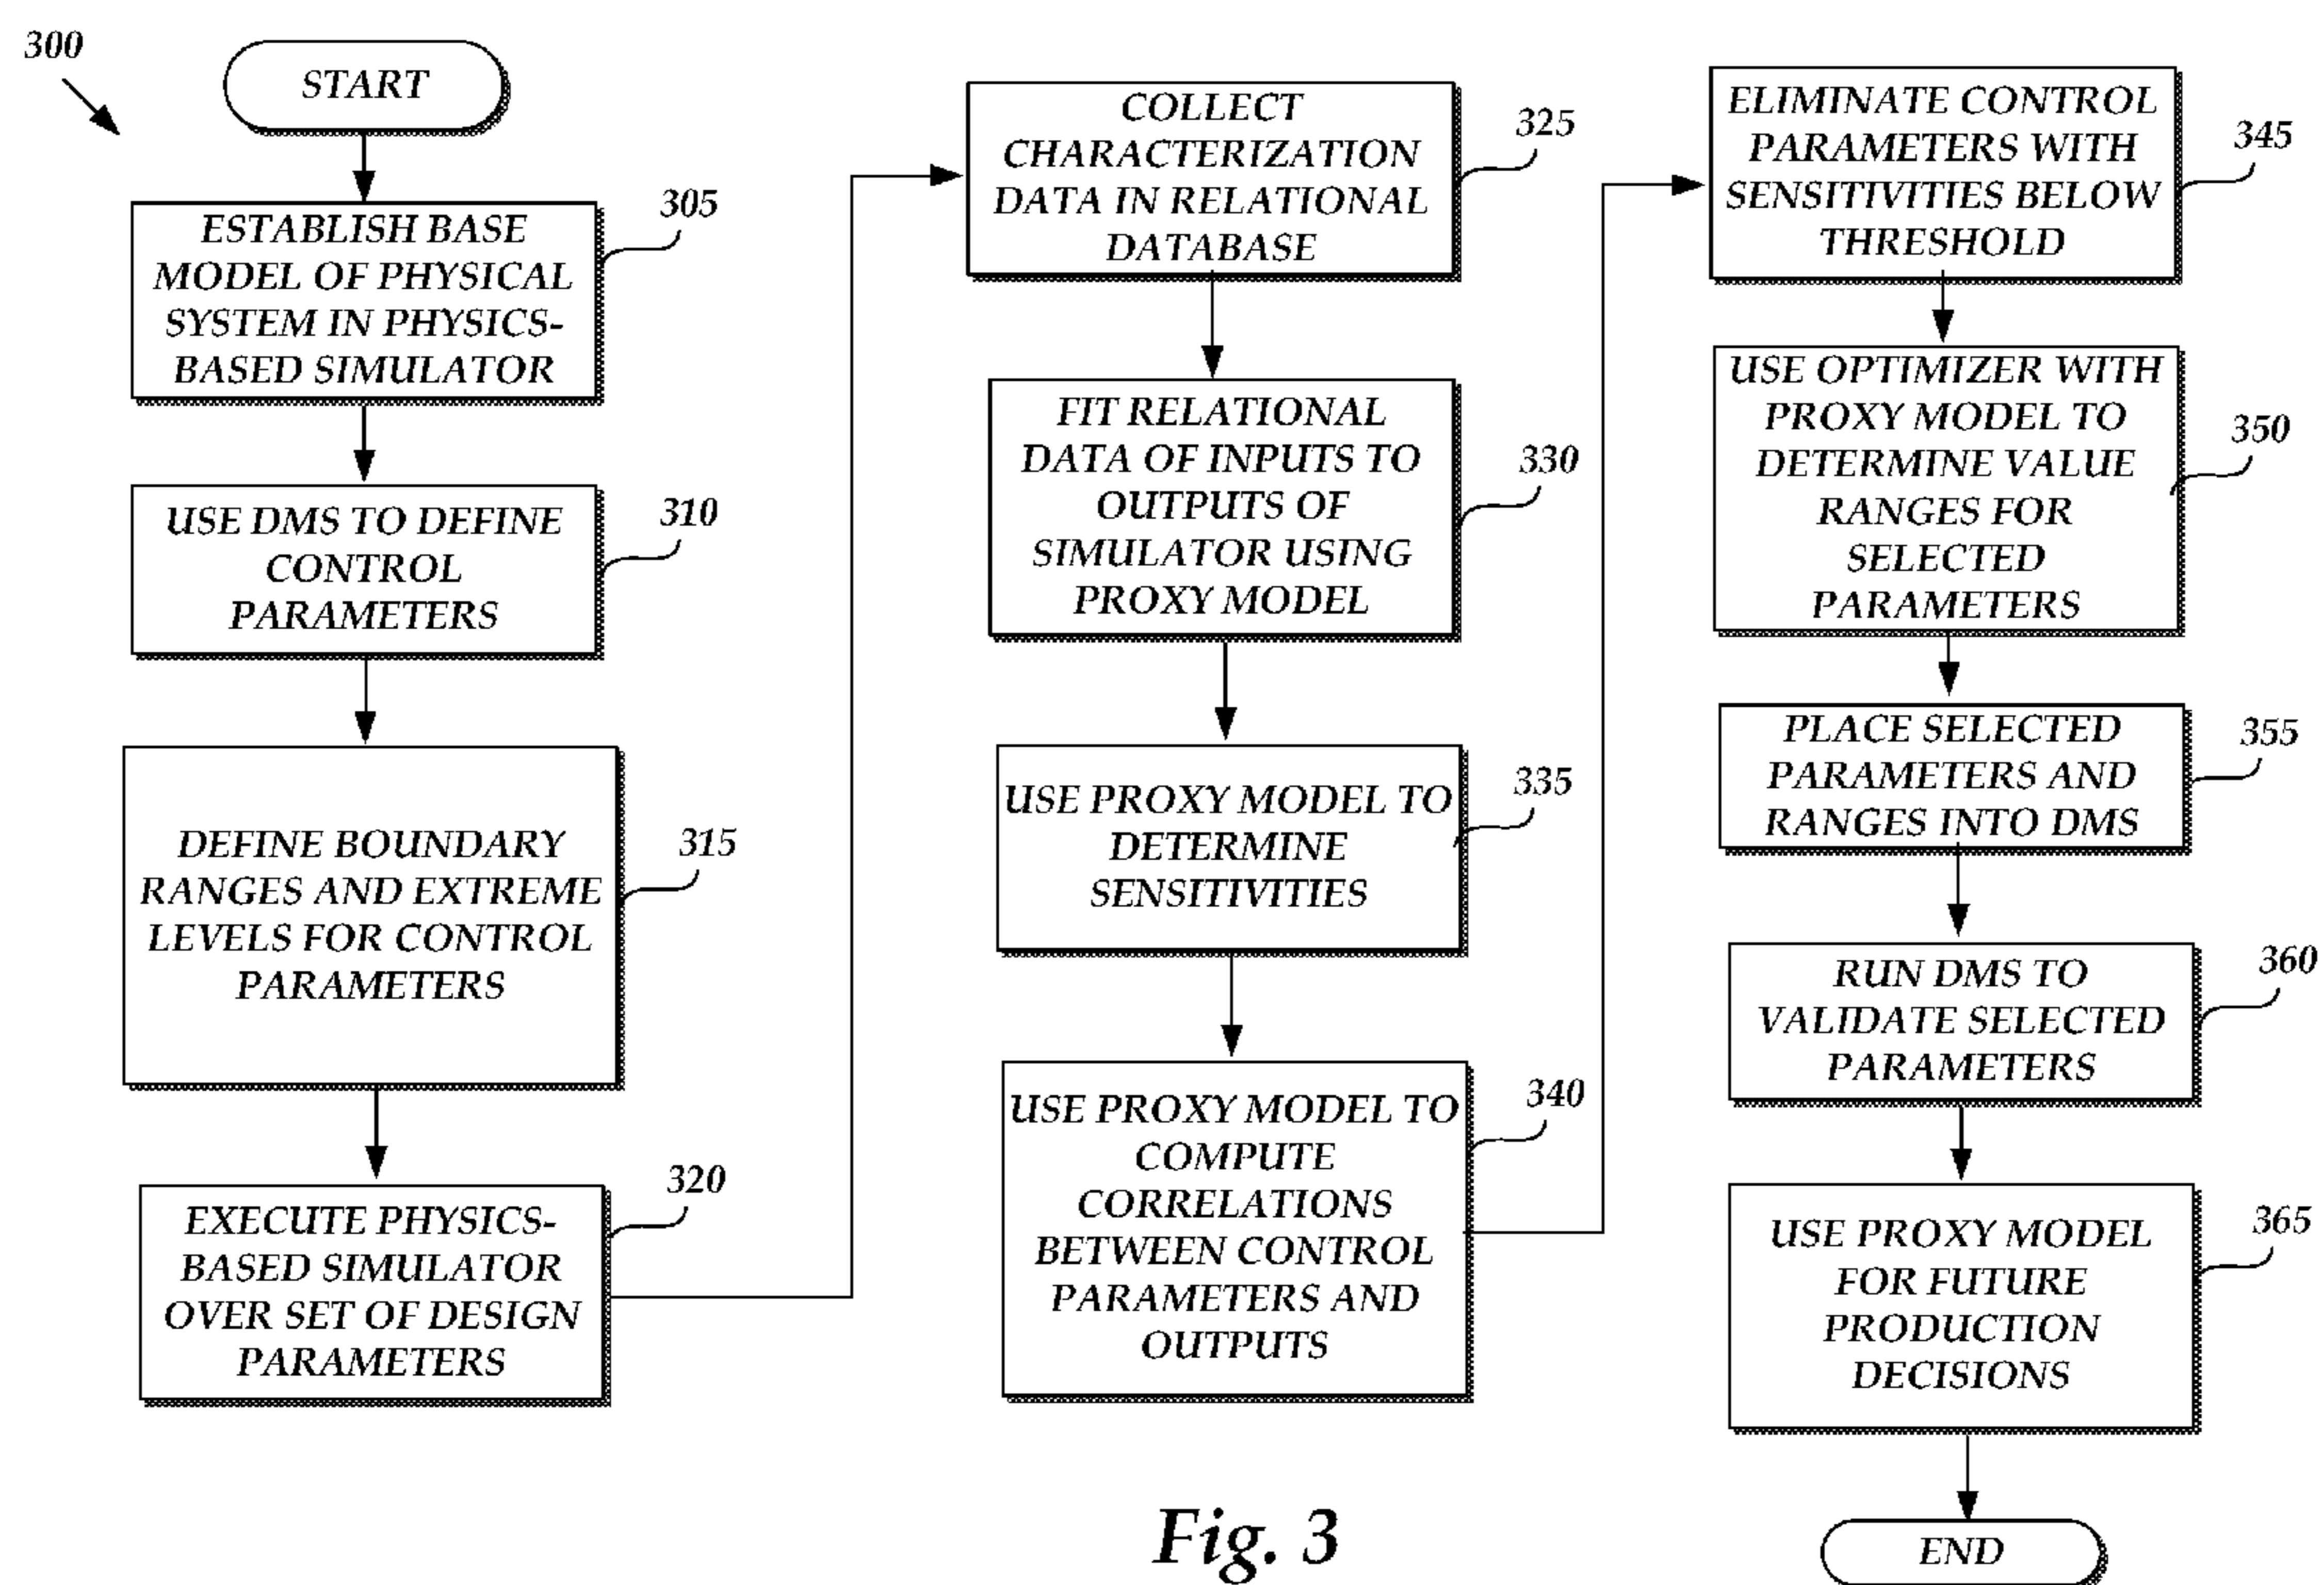 300
START
305
ESTABLISH BASE
MODEL OF PHYSICAL
SYSTEM IN PHYSICS-
BASED SIMULATOR
310
USE DMS TO DEFINE
CONTROL
PARAMETERS
315
DEFINE BOUNDARY
RANGES AND EXTREME
LEVELS FOR CONTROL
PARAMETERS
320
EXECUTE PHYSICS-
BASED SIMULATOR
OVER SET OF DESIGN
PARAMETERS
325
COLLECT
CHARACTERIZATION
DATA IN RELATIONAL
DATABASE
330
FIT RELATIONAL
DATA OF INPUTS TO
OUTPUTS OF
SIMULATOR USING
PROXY MODEL
335
USE PROXY MODEL TO
DETERMINE
SENSITIVITIES
340
USE PROXY MODEL TO
COMPUTE
CORRELATIONS
BETWEEN CONTROL
PARAMETERS AND
OUTPUTS
345
ELIMINATE CONTROL
PARAMETERS WITH
SENSITIVITIES BELOW
THRESHOLD
350
USE OPTIMIZER WITH
PROXY MODEL TO
DETERMINE VALUE
RANGES FOR
SELECTED
PARAMETERS
355
PLACE SELECTED
PARAMETERS AND
RANGES INTO DMS
360
RUN DMS TO
VALIDATE SELECTED
PARAMETERS
365
USE PROXY MODEL
FOR FUTURE
PRODUCTION
DECISIONS
END
Fig. 3